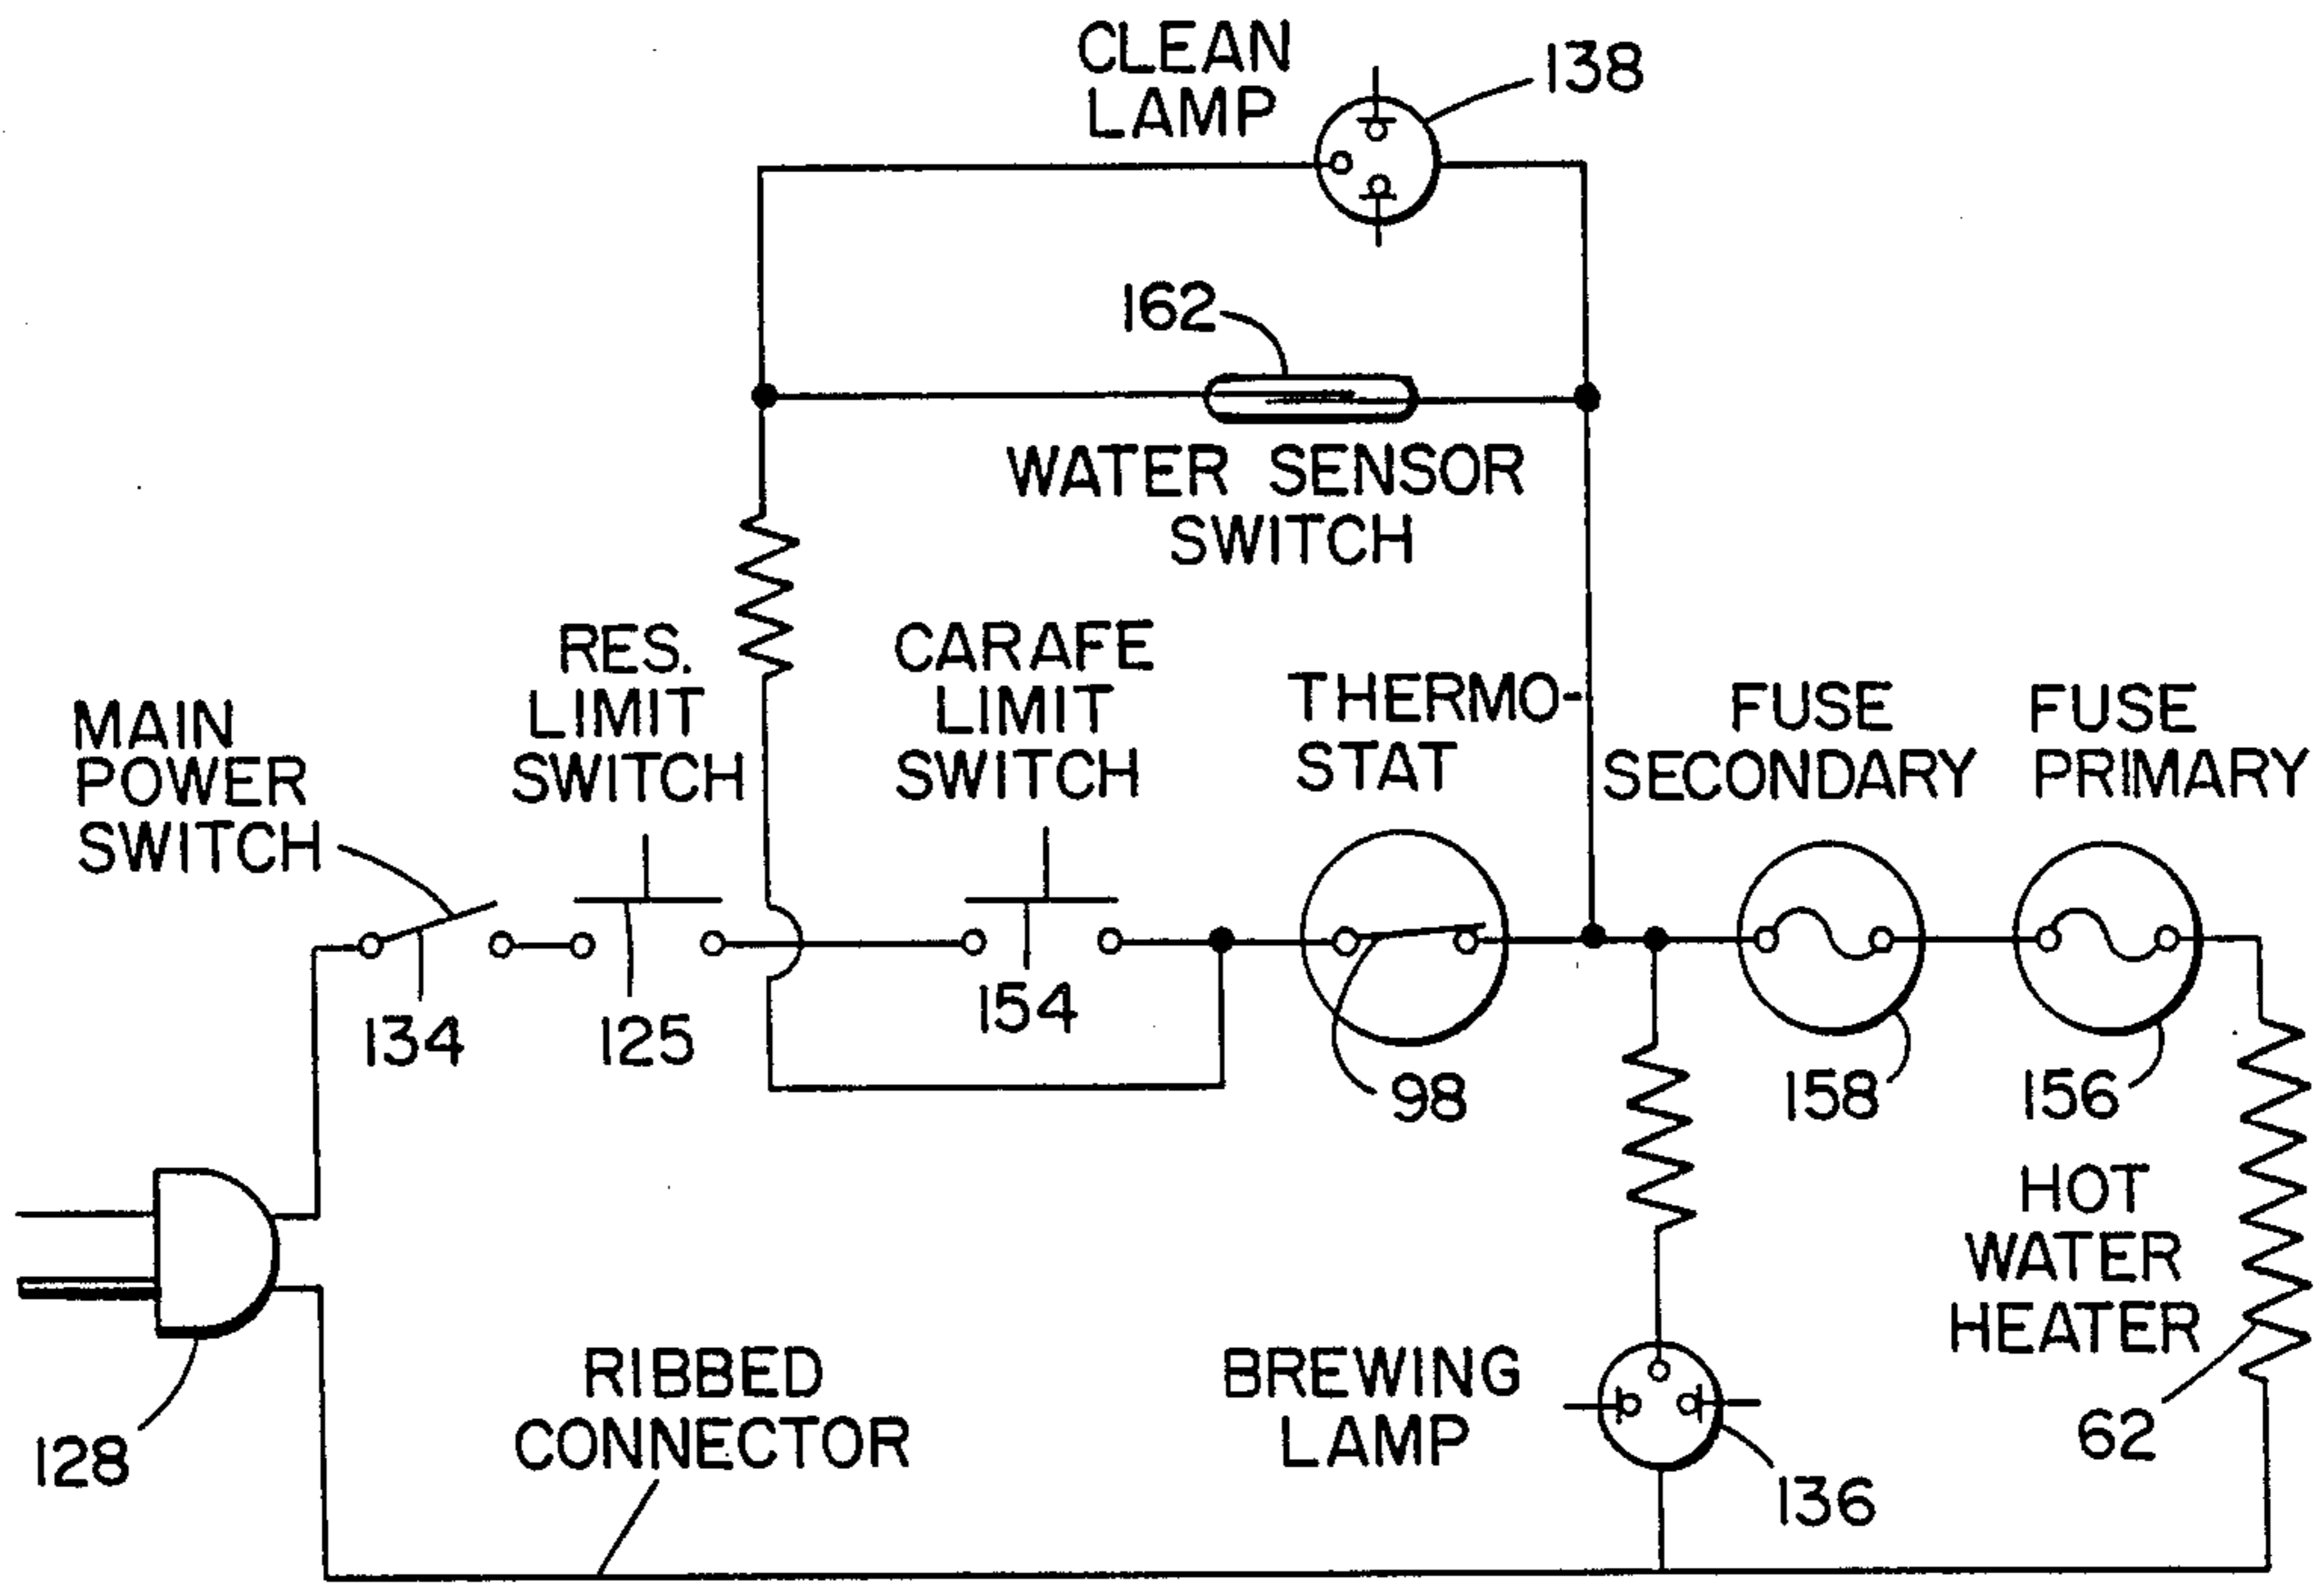 CLEAN
LAMP
138
162
WATER SENSOR
SWITCH
MAIN
POWER
SWITCH
RES.
LIMIT
SWITCH
CARAFE
LIMIT
SWITCH
THERMO-
STAT
FUSE
SECONDARY
FUSE
PRIMARY
134
125
154
98
158
156
HOT
WATER
HEATER
62
128
RIBBED
CONNECTOR
BREWING
LAMP
136